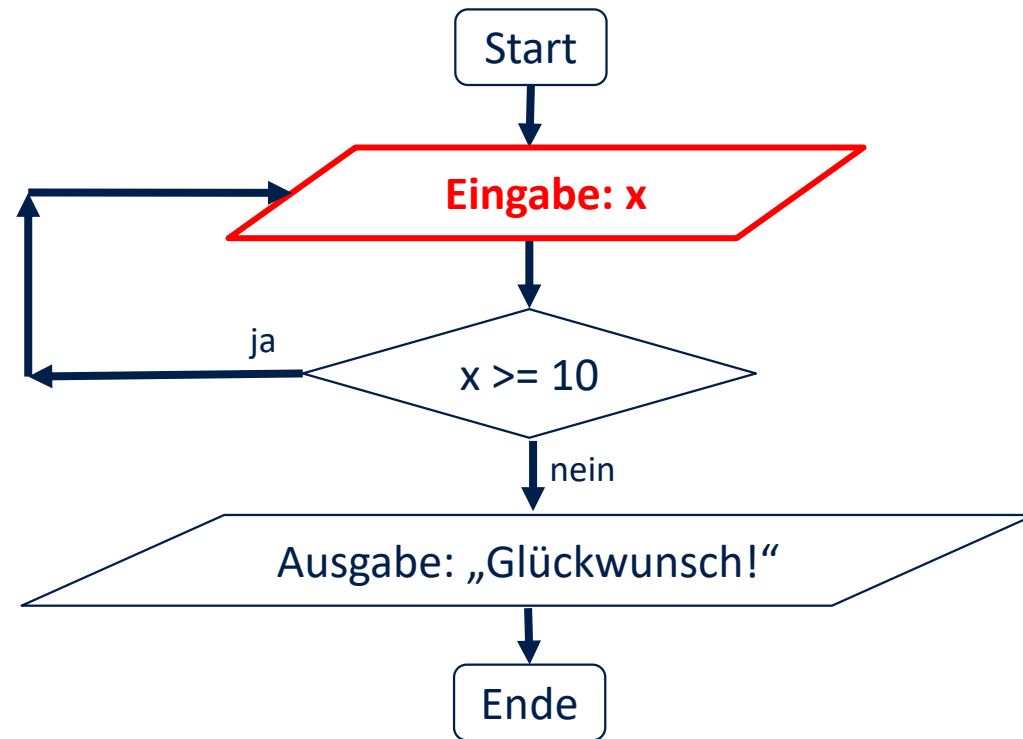 Start
Eingabe: x
ja
x >= 10
nein
Ausgabe: „Glückwunsch!“
Ende